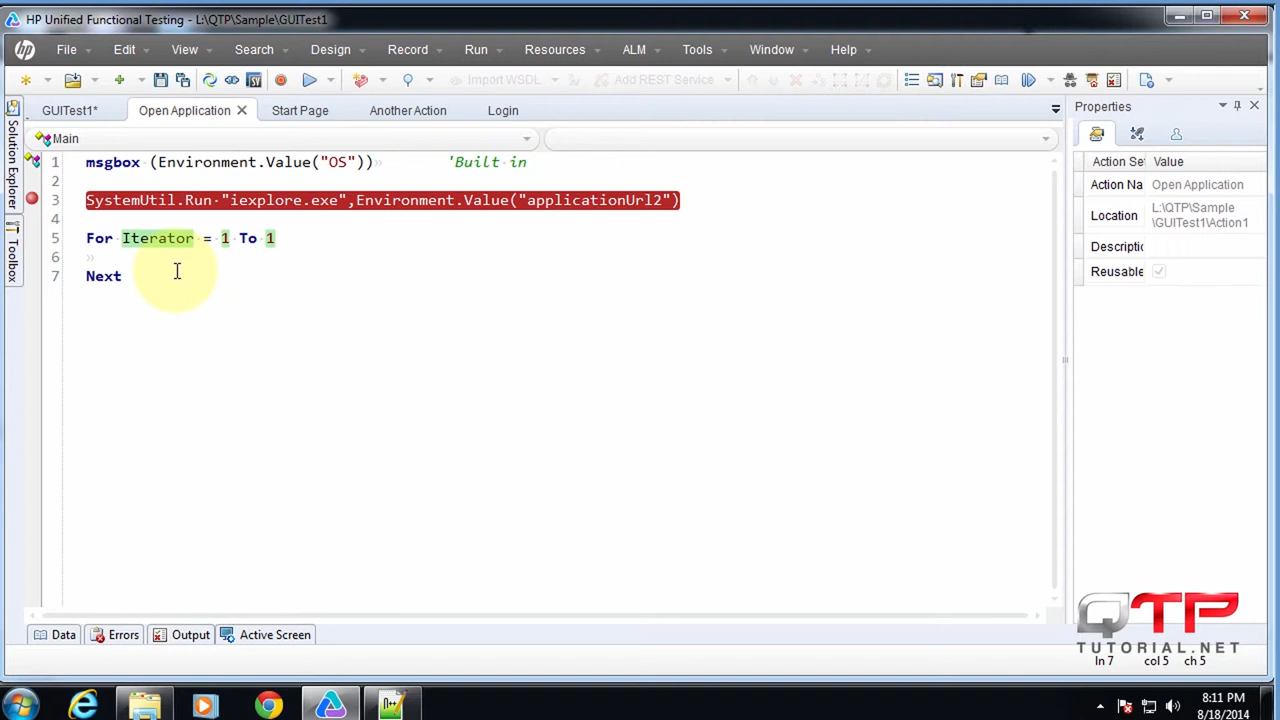 HP Unified Functional Testing - L:\QTP\Sample\GUITest1
File Edit View Search Design Record Run Resources ALM Tools Window Help
Import WSDL Add REST Service
GUITest1* Open Application Start Page Another Action Login
Main
1 msgbox (Environment.Value("OS")) 'Built in
2
3 SystemUtil.Run "iexplore.exe",Environment.Value("applicationUrl2")
4
5 For Iterator = 1 To 1
6
7 Next
Solution Explorer
Toolbox
Properties
Action Se Value
Action Na Open Application
Location L:\QTP\Sample\GUITest1\Action1
Descriptic
Reusable
Data Errors Output Active Screen
QTP
TUTORIAL.NET
ln 7 col 5 ch 5
8:11 PM
8/18/2014